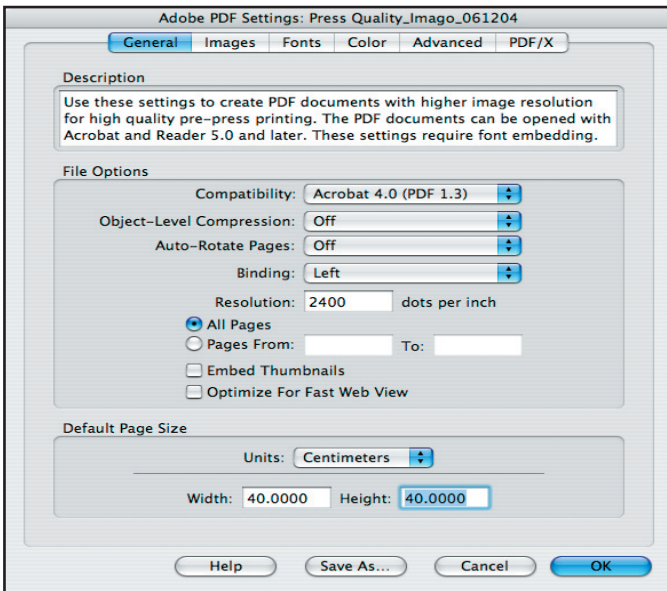 Adobe PDF Settings: Press Quality_Imago_061204
General Images Fonts Color Advanced PDF/X
Description
Use these settings to create PDF documents with higher image resolution
for high quality pre-press printing. The PDF documents can be opened with
Acrobat and Reader 5.0 and later. These settings require font embedding.
File Options
Compatibility: Acrobat 4.0 (PDF 1.3)
Object-Level Compression: Off
Auto-Rotate Pages: Off
Binding: Left
Resolution: 2400 dots per inch
All Pages
Pages From: To:
Embed Thumbnails
Optimize For Fast Web View
Default Page Size
Units: Centimeters
Width: 40.0000 Height: 40.0000
Help Save As... Cancel OK